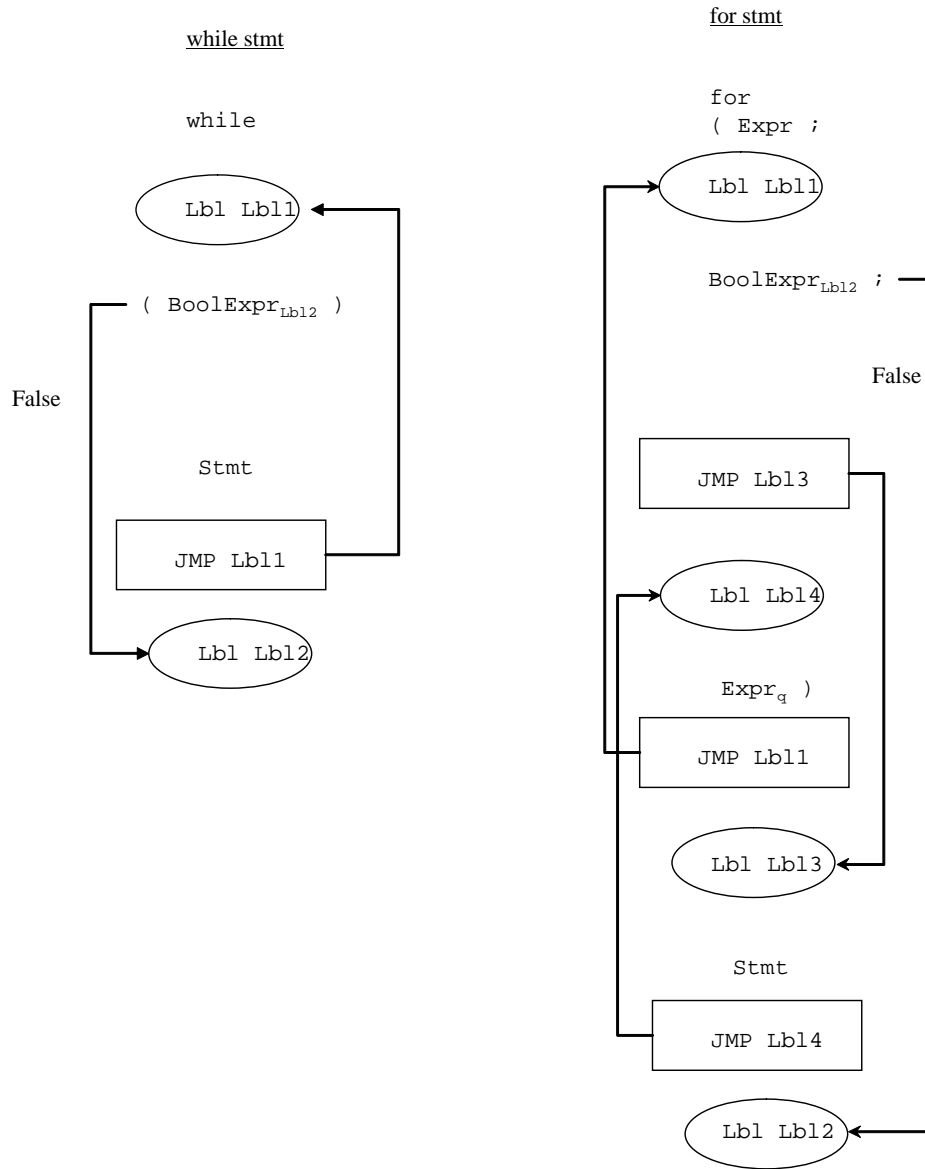 while stmt
while
Lbl Lbl1
( BoolExprLbl2 )
False
Stmt
JMP Lbl1
Lbl Lbl2
for stmt
for
( Expr ;
Lbl Lbl1
BoolExprLbl2 ;
False
JMP Lbl3
Lbl Lbl4
Exprq )
JMP Lbl1
Lbl Lbl3
Stmt
JMP Lbl4
Lbl Lbl2